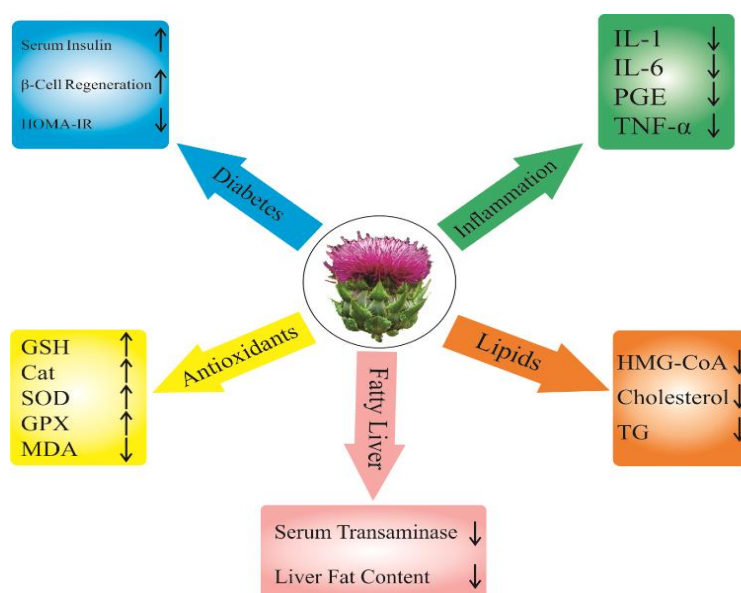 Serum Insulin ↑
β-Cell Regeneration ↑
HOMA-IR ↓
Diabetes
IL-1 ↓
IL-6 ↓
PGE ↓
TNF-α ↓
Inflammation
GSH ↑
Cat ↑
SOD ↑
GPX ↑
MDA ↓
Antioxidants
Lipids
HMG-CoA ↓
Cholesterol ↓
TG ↓
Fatty Liver
Serum Transaminase ↓
Liver Fat Content ↓